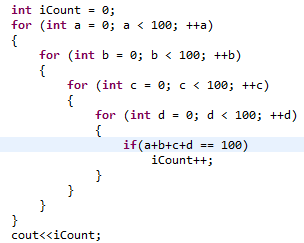 int iCount = 0;
for (int a = 0; a < 100; ++a)
{
for (int b = 0; b < 100; ++b)
{
for (int c = 0; c < 100; ++c)
{
for (int d = 0; d < 100; ++d)
{
if(a+b+c+d == 100)
iCount++;
}
}
}
}
cout<<iCount;